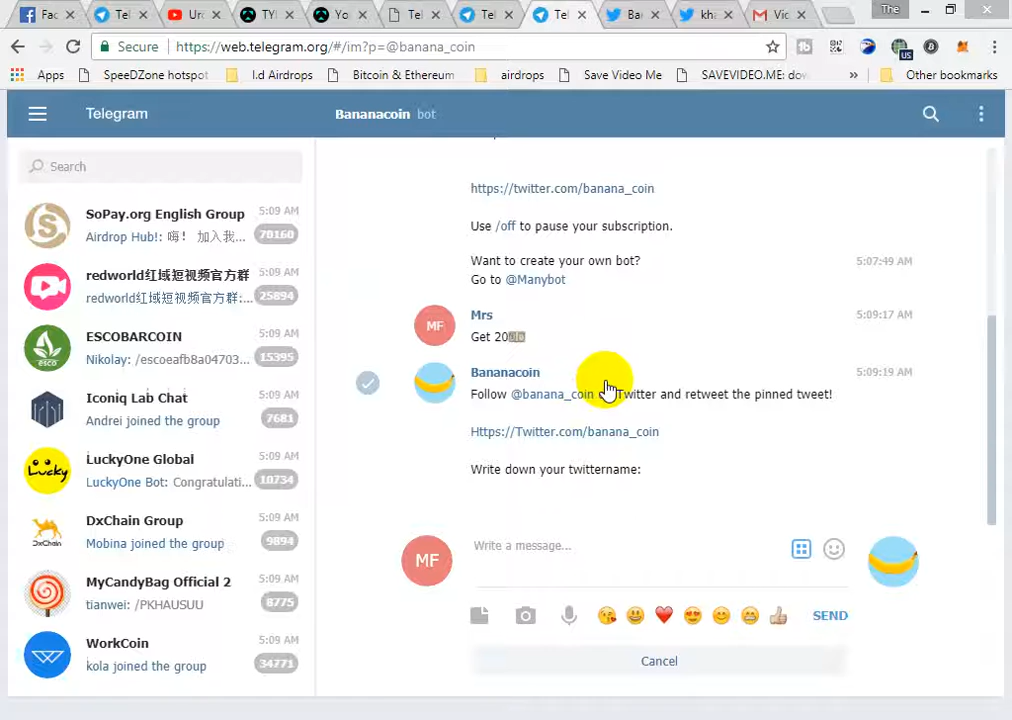 Fac
Tel
Urd
TYI
Yo
Tel
Tel
Tel
Ba
kha
Vic
The
Secure
https://web.telegram.org/#/im?p=@banana_coin
Apps
SpeeDZone hotspot
I.d Airdrops
Bitcoin & Ethereum
airdrops
Save Video Me
SAVEVIDEO.ME: dow
»
Other bookmarks
Telegram
Bananacoin bot
Search
SoPay.org English Group
5:09 AM
Airdrop Hub!: 嗨！ 加入我...
70160
redworld红域短视频官方群
5:09 AM
redworld红域短视频官方群:...
25894
ESCOBARCOIN
5:09 AM
Nikolay: /escoeafb8a04703...
15395
Iconiq Lab Chat
5:09 AM
Andrei joined the group
7681
LuckyOne Global
5:09 AM
LuckyOne Bot: Congratulati...
10734
DxChain Group
5:09 AM
Mobina joined the group
9894
MyCandyBag Official 2
5:09 AM
tianwei: /PKHAUSUU
8775
WorkCoin
5:09 AM
kola joined the group
34771
https://twitter.com/banana_coin
Use /off to pause your subscription.
Want to create your own bot?
5:07:49 AM
Go to @Manybot
MF
Mrs
5:09:17 AM
Get 20
Bananacoin
5:09:19 AM
Follow @banana_coin Twitter and retweet the pinned tweet!
Https://Twitter.com/banana_coin
Write down your twittername:
MF
Write a message...
SEND
Cancel